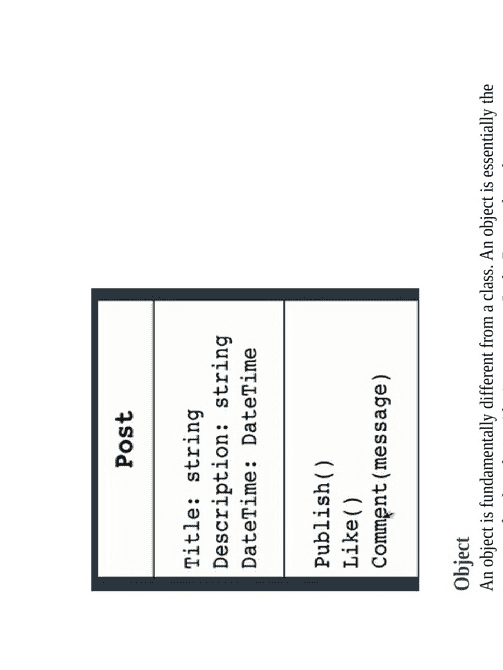 Post
Title: string
Description: string
DateTime: DateTime
Publish()
Like()
Comment(message)
Object
An object is fundamentally different from a class. An object is essentially the